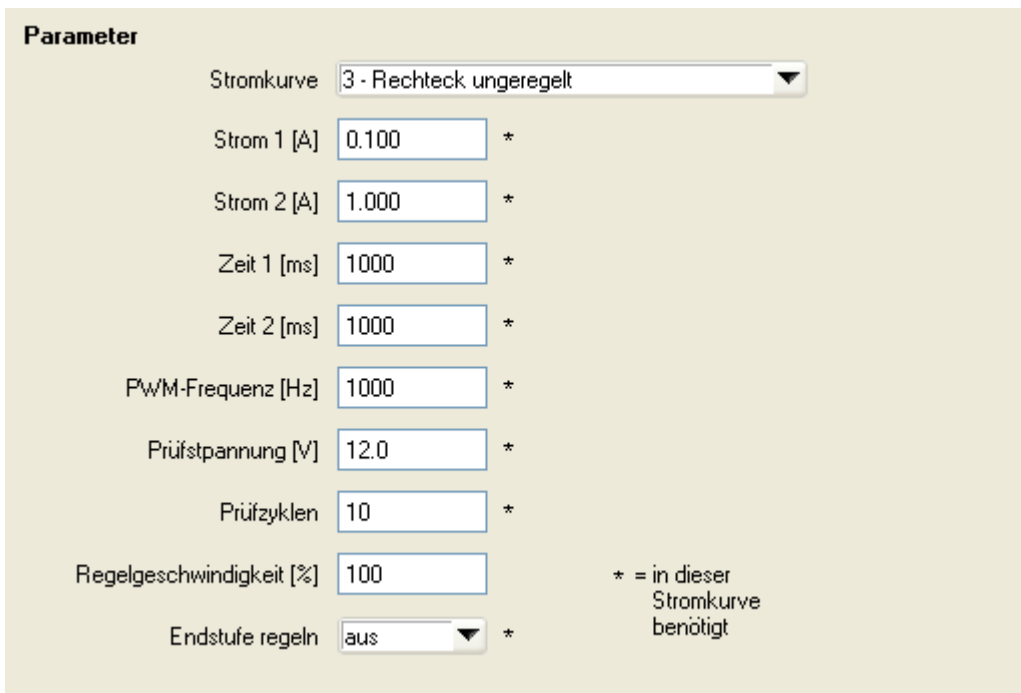 Parameter
Stromkurve 3 - Rechteck ungeregelt
Strom 1 [A] 0.100 *
Strom 2 [A] 1.000 *
Zeit 1 [ms] 1000 *
Zeit 2 [ms] 1000 *
PWM-Frequenz [Hz] 1000 *
Prüfstpannung [V] 12.0 *
Prüfzyklen 10 *
Regelgeschwindigkeit [%] 100
* = in dieser
Stromkurve
benötigt
Endstufe regeln aus *